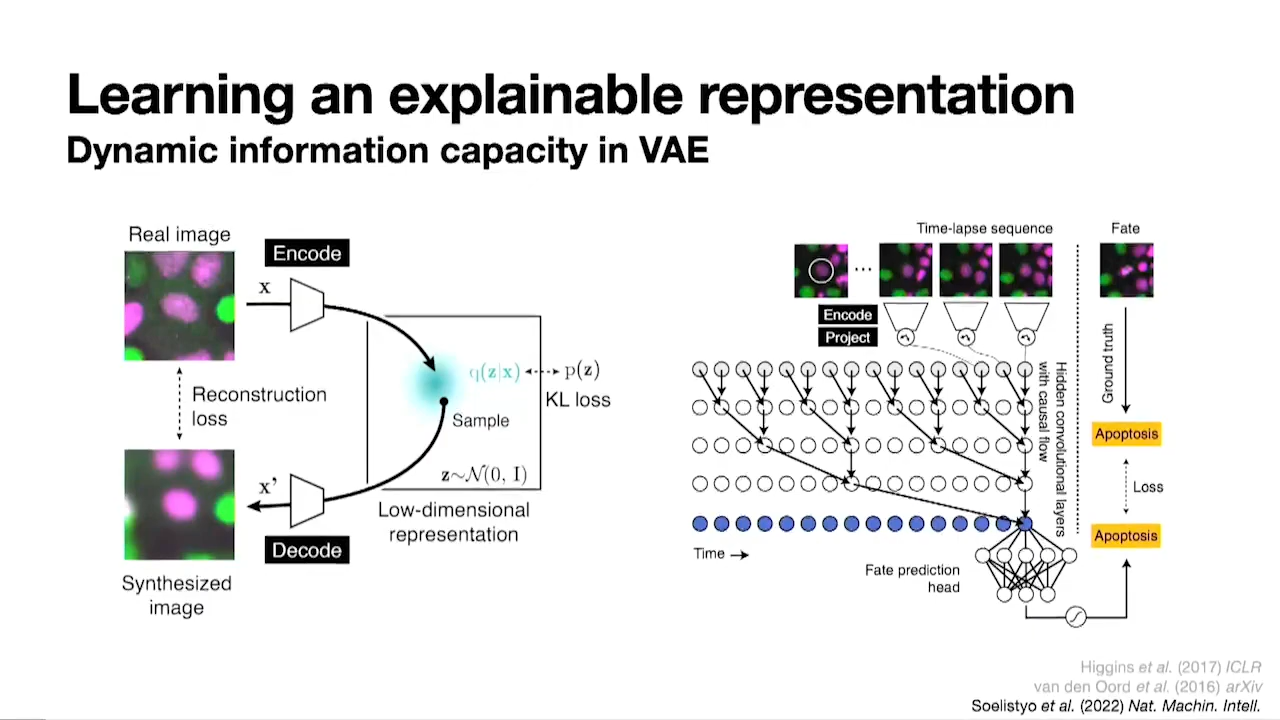 Learning an explainable representation
Dynamic information capacity in VAE
Real image
Encode
x
Reconstruction
loss
q(z|x)
p(z)
KL loss
Sample
z~N(0, I)
x’
Low-dimensional
representation
Decode
Synthesized
image
Time-lapse sequence
Fate
...
Encode
Project
Hidden convolutional layers
with causal flow
Ground truth
Apoptosis
Loss
Apoptosis
Time
Fate prediction
head
Higgins et al. (2017) ICLR
van den Oord et al. (2016) arXiv
Soelistyo et al. (2022) Nat. Machin. Intell.